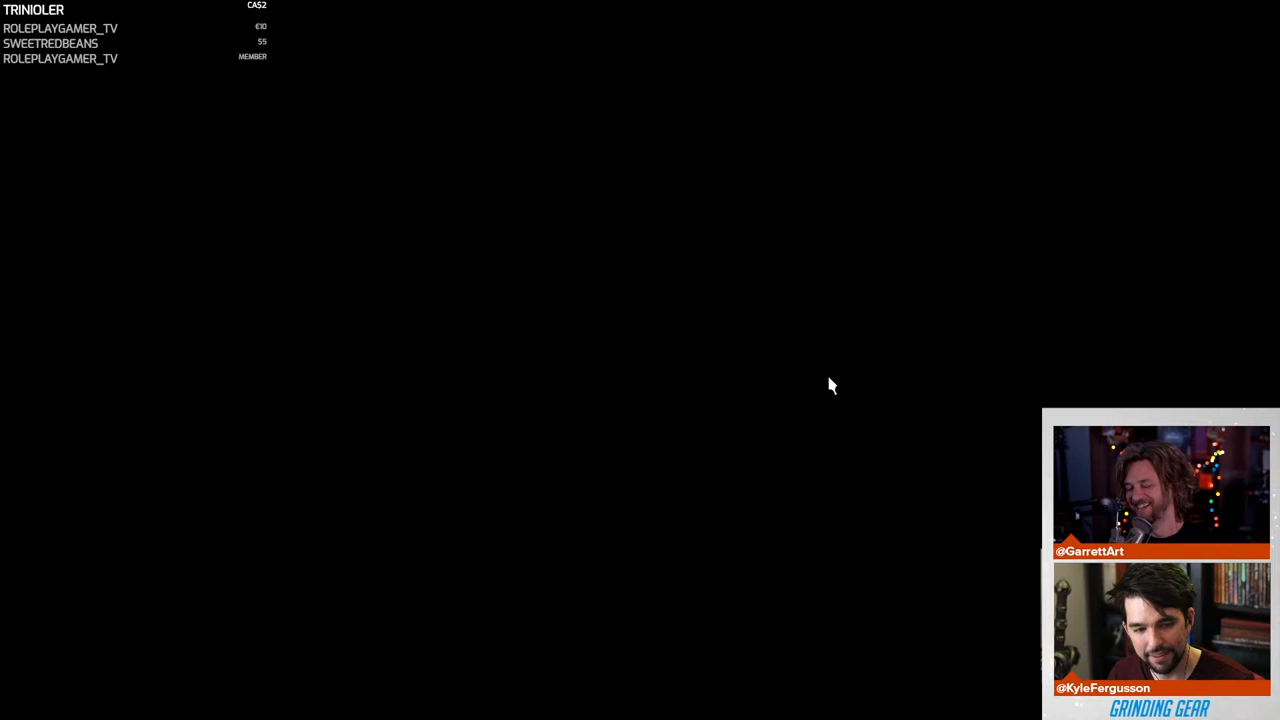 TRINIOLER CA$2
ROLEPLAYGAMER_TV €10
SWEETREDBEANS $5
ROLEPLAYGAMER_TV MEMBER
@GarrettArt
@KyleFergusson
GRINDING GEAR